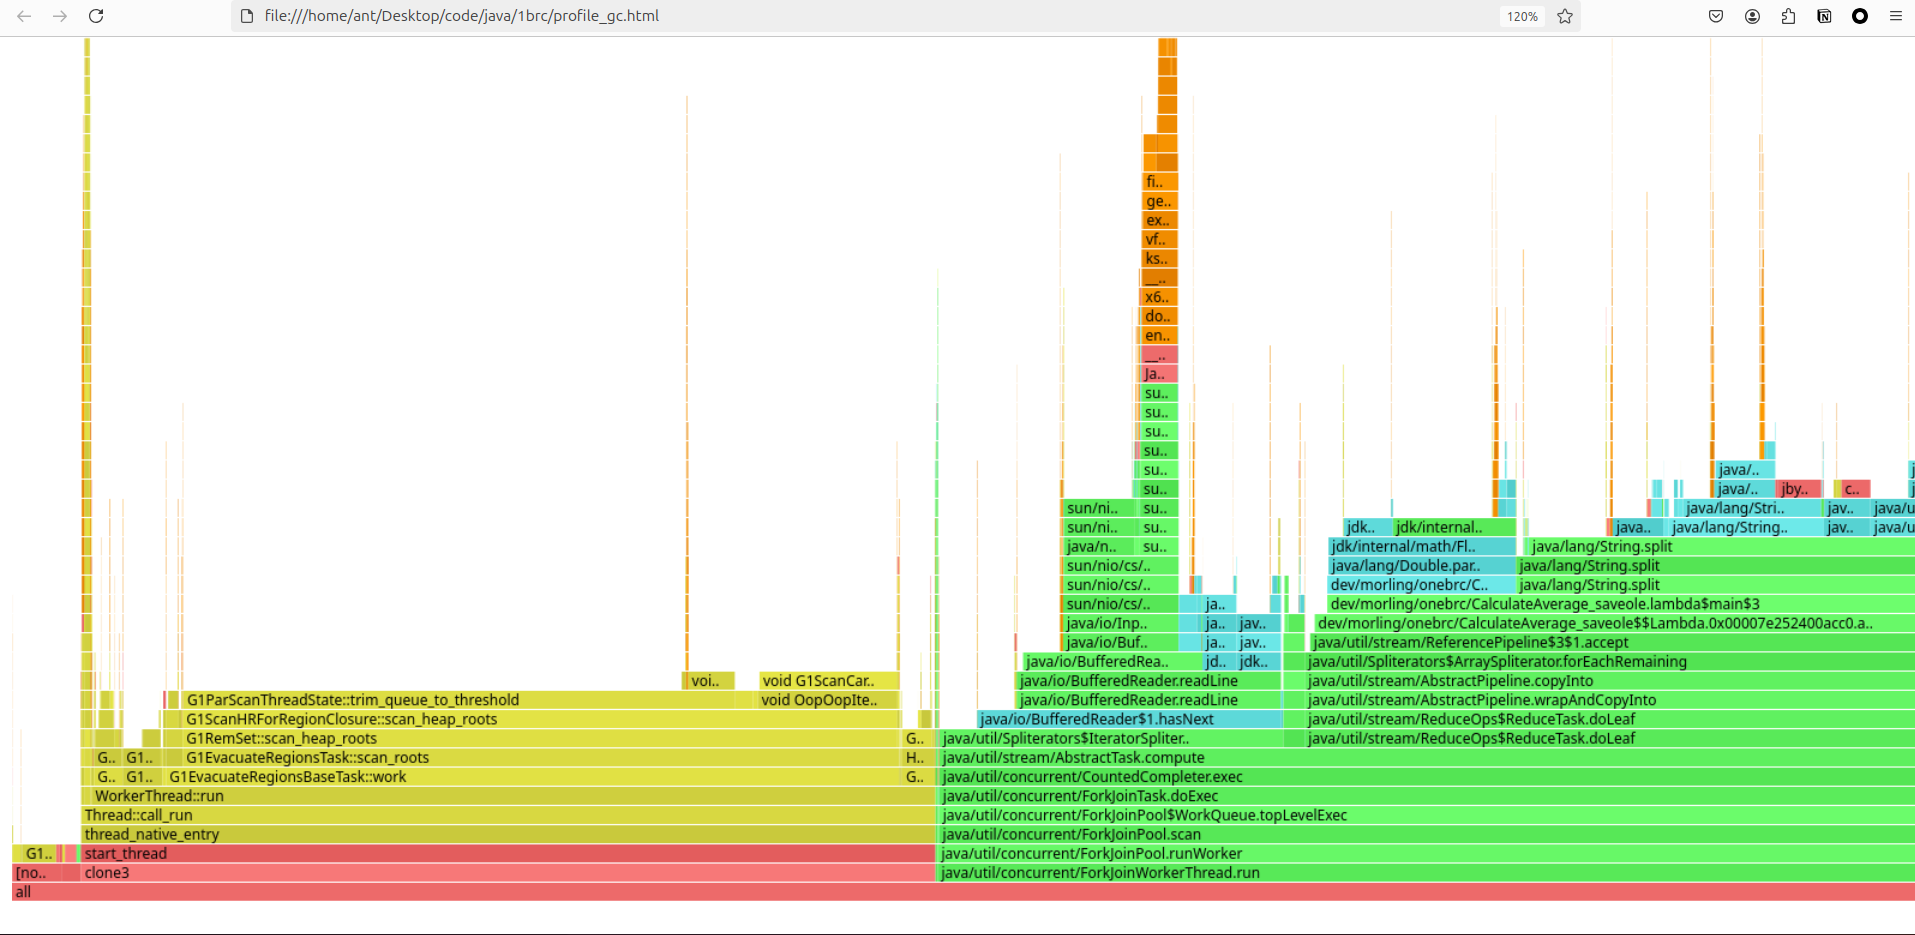 file:///home/ant/Desktop/code/java/1brc/profile_gc.html 120%
fi..
ge..
ex..
vf..
ks..
__..
x6..
do..
en..
__..
Ja..
su..
su..
su..
su..
su.. java/..
su.. java/.. jby.. c..
sun/ni.. su.. java/lang/Stri.. jav.. java/u
sun/ni.. su.. jdk.. jdk/internal.. java.. java/lang/String.. jav.. java/u
java/n.. su.. jdk/internal/math/Fl.. java/lang/String.split
sun/nio/cs/.. java/lang/Double.par.. java/lang/String.split
sun/nio/cs/.. dev/morling/onebrc/C.. java/lang/String.split
sun/nio/cs/.. ja.. dev/morling/onebrc/CalculateAverage_saveole.lambda$main$3
java/io/Inp.. ja.. jav.. dev/morling/onebrc/CalculateAverage_saveole$$Lambda.0x00007e252400acc0.a..
java/io/Buf.. ja.. jav.. java/util/stream/ReferencePipeline$3$1.accept
java/io/BufferedRea.. jd.. jdk.. java/util/Spliterators$ArraySpliterator.forEachRemaining
voi.. void G1ScanCar.. java/io/BufferedReader.readLine java/util/stream/AbstractPipeline.copyInto
G1ParScanThreadState::trim_queue_to_threshold void OopOopIte.. java/io/BufferedReader.readLine java/util/stream/AbstractPipeline.wrapAndCopyInto
G1ScanHRForRegionClosure::scan_heap_roots java/io/BufferedReader$1.hasNext java/util/stream/ReduceOps$ReduceTask.doLeaf
G1RemSet::scan_heap_roots G.. java/util/Spliterators$IteratorSpliter.. java/util/stream/ReduceOps$ReduceTask.doLeaf
G.. G1.. G1EvacuateRegionsTask::scan_roots H.. java/util/stream/AbstractTask.compute
G.. G1.. G1EvacuateRegionsBaseTask::work G.. java/util/concurrent/CountedCompleter.exec
WorkerThread::run java/util/concurrent/ForkJoinTask.doExec
Thread::call_run java/util/concurrent/ForkJoinPool$WorkQueue.topLevelExec
thread_native_entry java/util/concurrent/ForkJoinPool.scan
G1.. start_thread java/util/concurrent/ForkJoinPool.runWorker
[no.. clone3 java/util/concurrent/ForkJoinWorkerThread.run
all